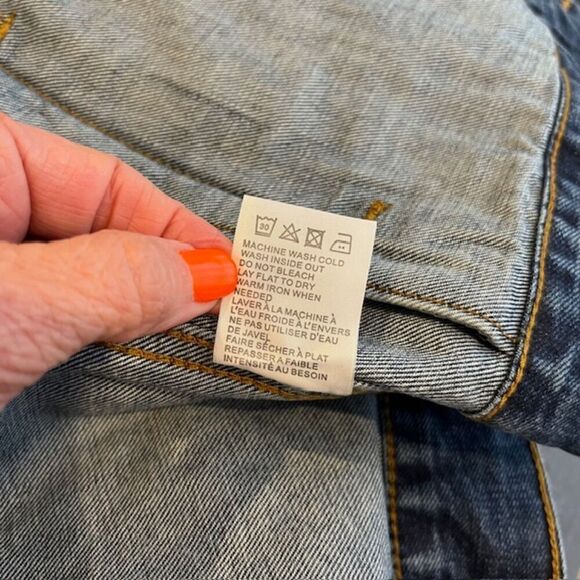 30
MACHINE WASH COLD
WASH INSIDE OUT
DO NOT BLEACH
LAY FLAT TO DRY
WARM IRON WHEN
NEEDED
LAVER À LA MACHINE À
L'EAU FROIDE À L'ENVERS
NE PAS UTILISER D'EAU
DE JAVEL
FAIRE SÉCHER À PLAT
REPASSER À FAIBLE
INTENSITÉ AU BESOIN